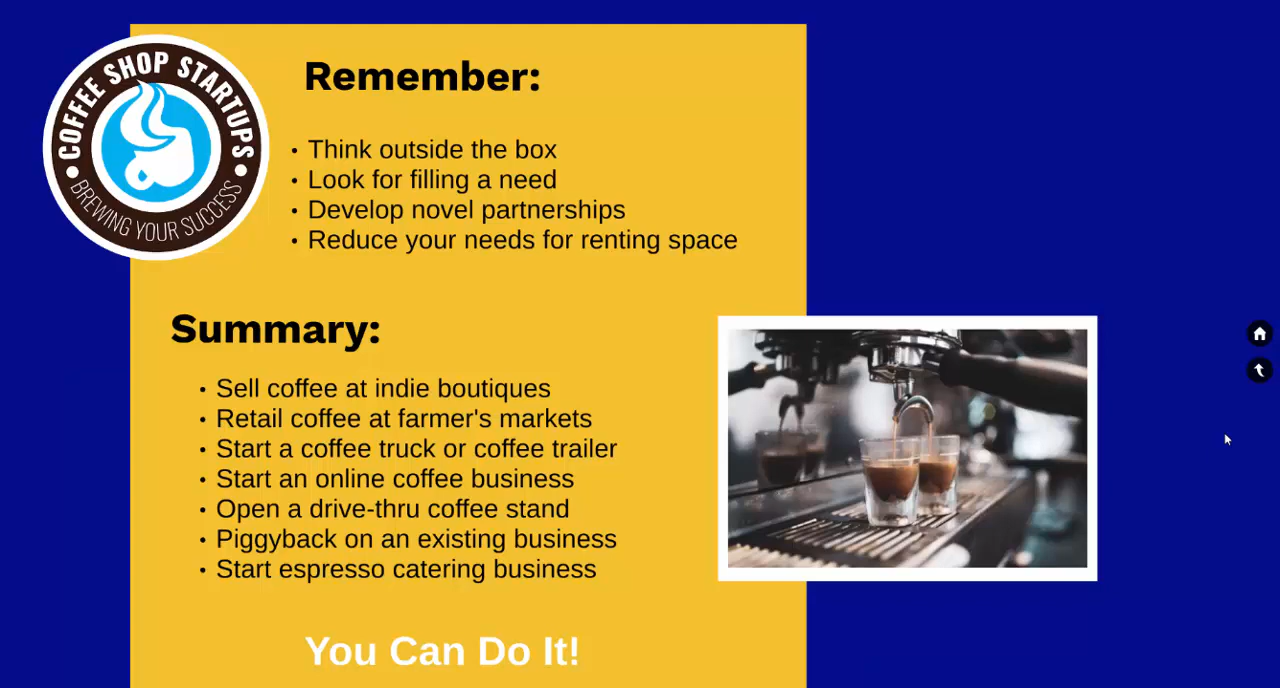 COFFEE SHOP STARTUPS
BREWING YOUR SUCCESS
Remember:
• Think outside the box
• Look for filling a need
• Develop novel partnerships
• Reduce your needs for renting space
Summary:
• Sell coffee at indie boutiques
• Retail coffee at farmer's markets
• Start a coffee truck or coffee trailer
• Start an online coffee business
• Open a drive-thru coffee stand
• Piggyback on an existing business
• Start espresso catering business
You Can Do It!